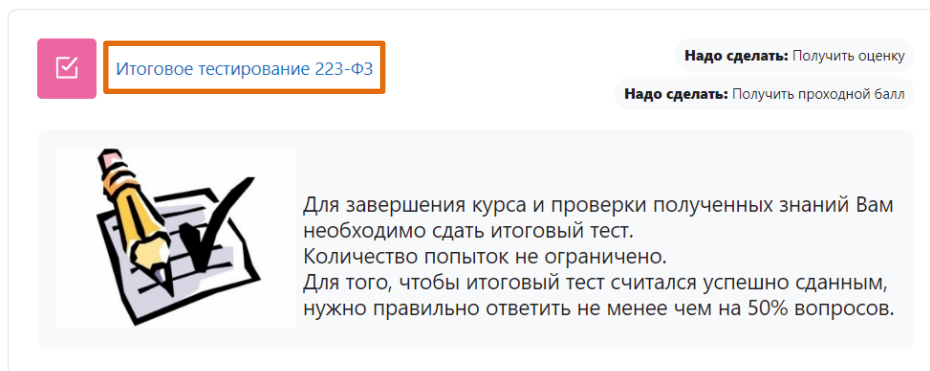 Итоговое тестирование 223-ФЗ
Надо сделать: Получить оценку
Надо сделать: Получить проходной балл
Для завершения курса и проверки полученных знаний Вам
необходимо сдать итоговый тест.
Количество попыток не ограничено.
Для того, чтобы итоговый тест считался успешно сданным,
нужно правильно ответить не менее чем на 50% вопросов.